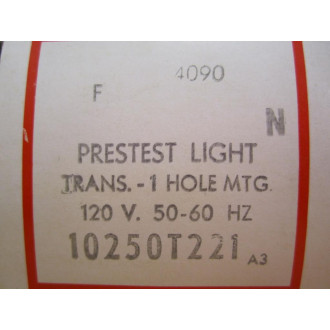 4090
F
N
PRESTEST LIGHT
TRANS. - 1 HOLE MTG.
120 V. 50-60 HZ
10250T221 A3